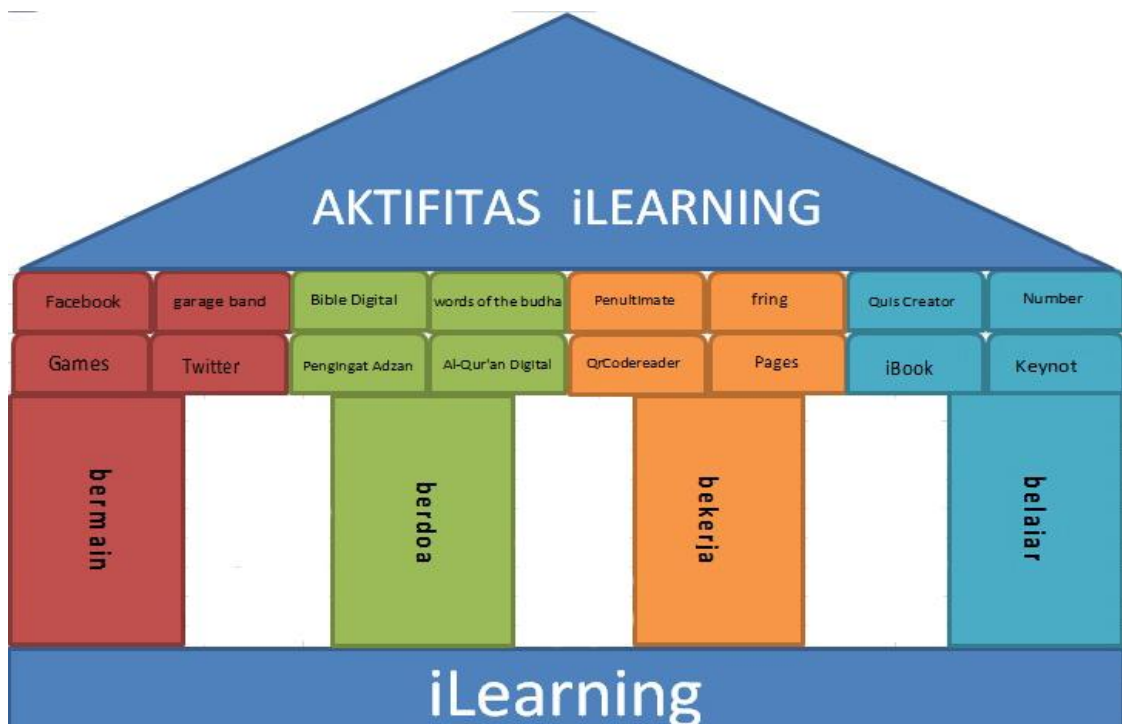 AKTIFITAS iLEARNING
Facebook garage band Bible Digital words of the budha Penultimate fring Quis Creator Number
Games Twitter Pengingat Adzan Al-Qur'an Digital QrCodereader Pages iBook Keynot
bermain
berdoa
bekerja
belaiar
iLearning